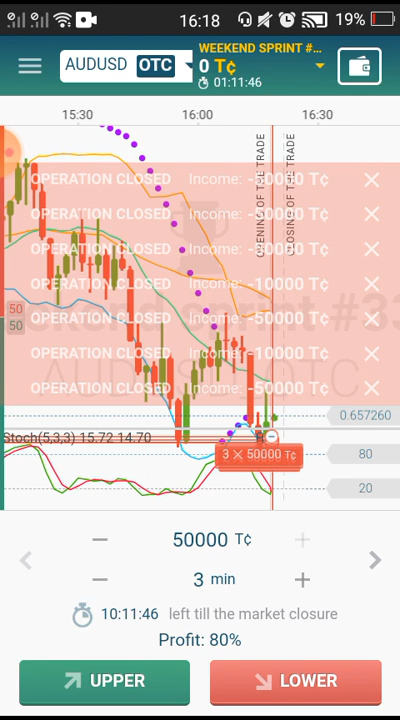 16:18
19%
AUDUSD OTC
WEEKEND SPRINT #...
0 T₵
01:11:46
15:30
16:00
16:30
OPENING OF THE TRADE
CLOSING OF THE TRADE
OPERATION CLOSED Income:
OPERATION CLOSED Income:
OPERATION CLOSED Income:
OPERATION CLOSED Income: -10000 T₵
OPERATION CLOSED Income: -50000 T₵
OPERATION CLOSED Income: -10000 T₵
OPERATION CLOSED Income: -50000 T₵
50
50
AUDUSD OTC
0.657260
Stoch(5,3,3) 15.72 14.70
3 × 50000 T₵
80
20
50000 T₵
3 min
10:11:46 left till the market closure
Profit: 80%
UPPER
LOWER